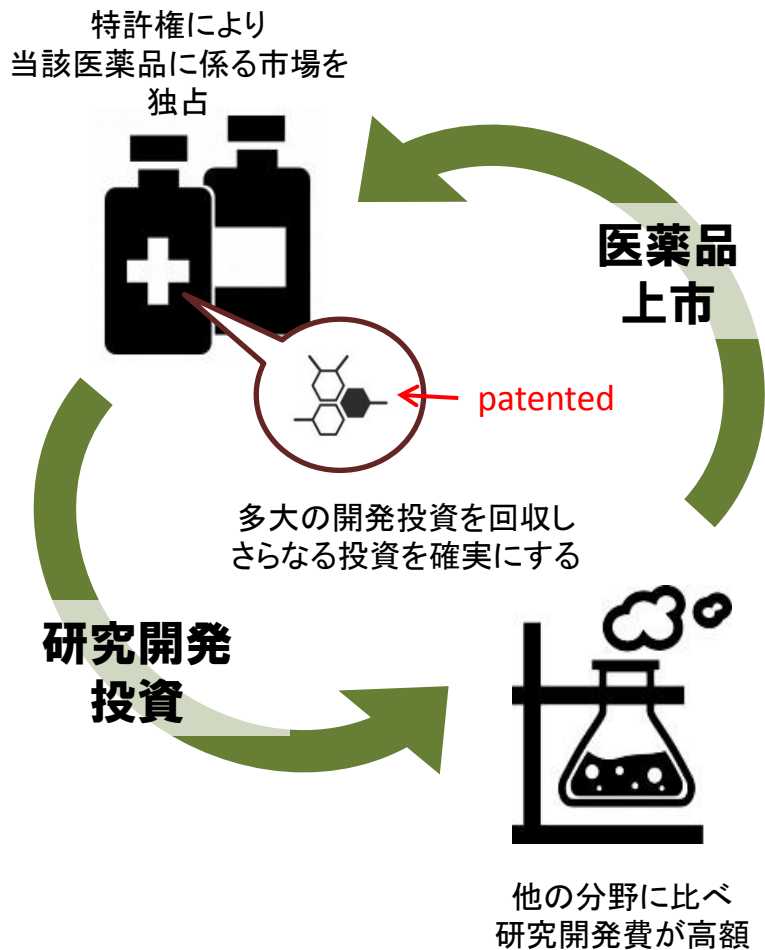 特許権により
当該医薬品に係る市場を
独占
医薬品
上市
patented
多大の開発投資を回収し
さらなる投資を確実にする
研究開発
投資
他の分野に比べ
研究開発費が高額